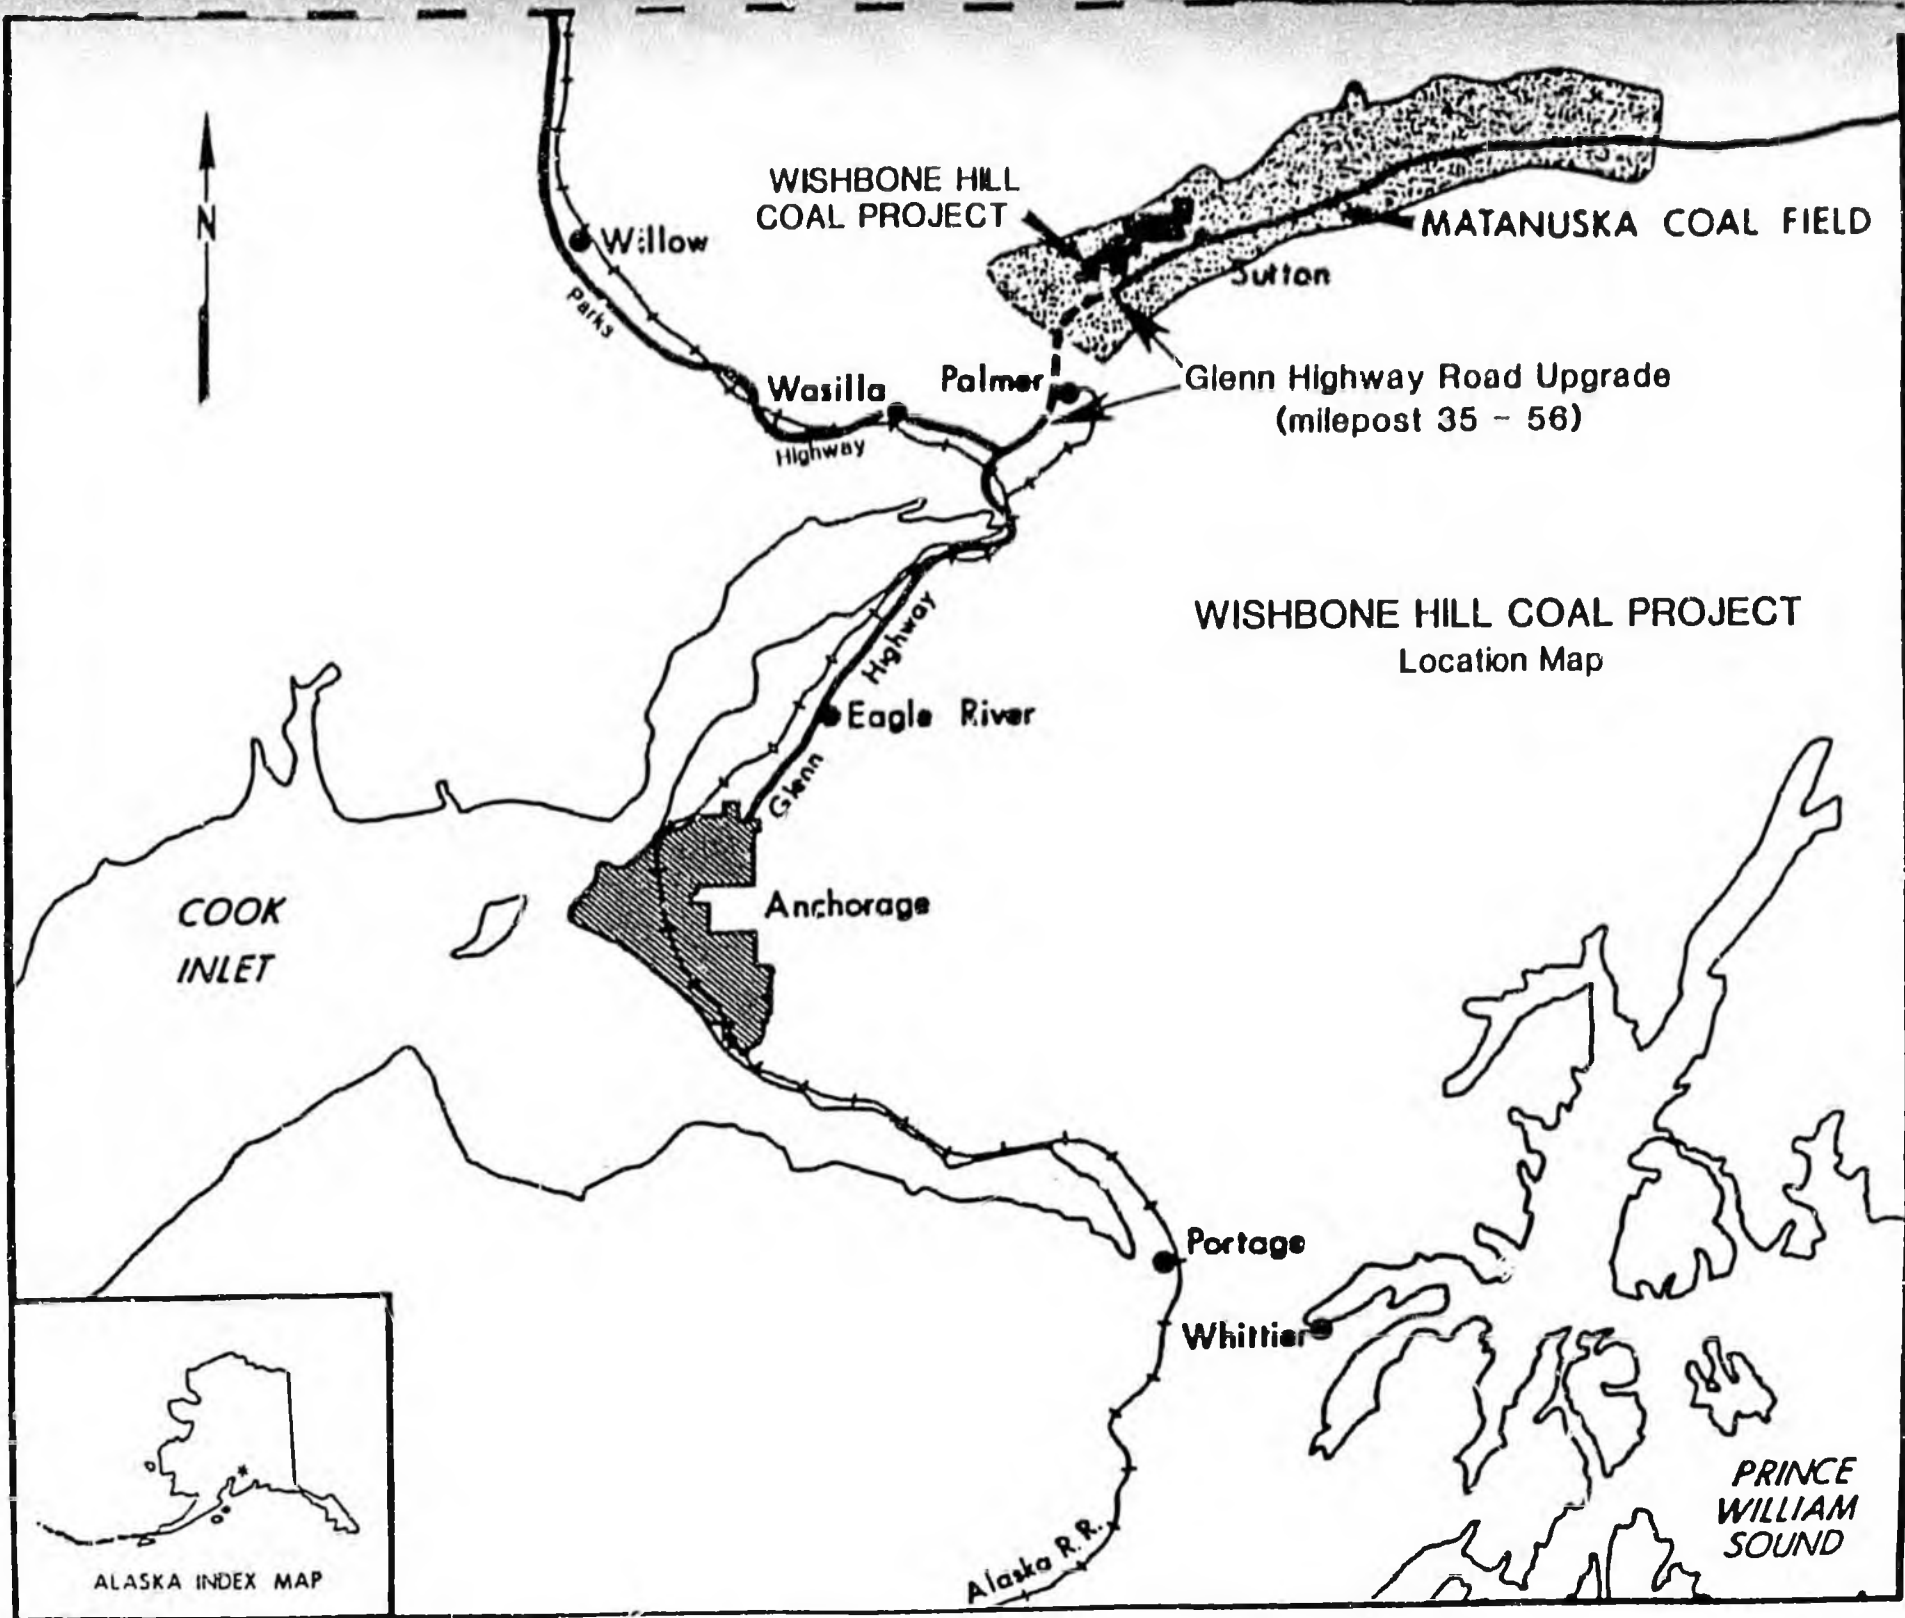 N
WISHBONE HILL
COAL PROJECT
MATANUSKA COAL FIELD
Willow
Sutton
Parks
Wasilla
Palmer
Glenn Highway Road Upgrade
(milepost 35 - 56)
Highway
WISHBONE HILL COAL PROJECT
Location Map
Highway
Eagle River
Glenn
Anchorage
COOK
INLET
Portage
Whittier
PRINCE
WILLIAM
SOUND
Alaska R.R.
ALASKA INDEX MAP